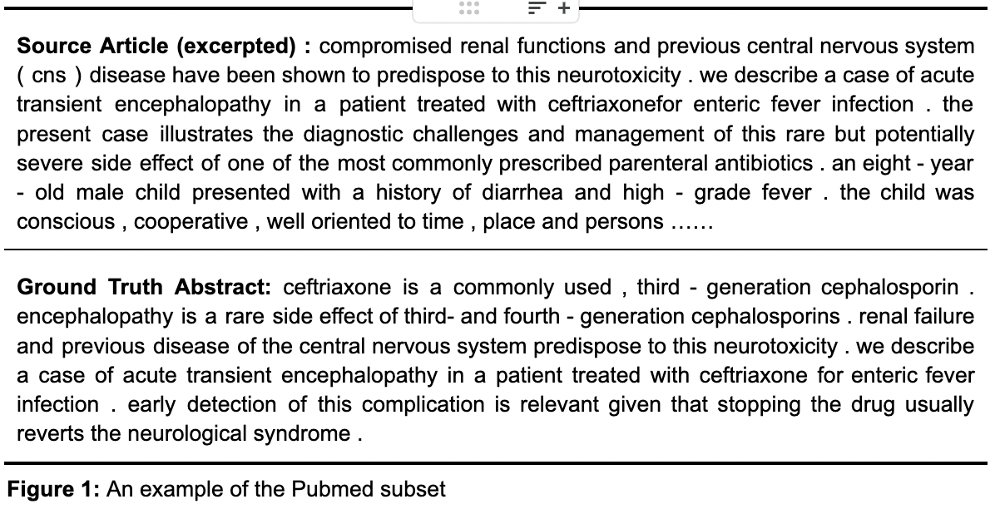 Source Article (excerpted) : compromised renal functions and previous central nervous system
( cns ) disease have been shown to predispose to this neurotoxicity . we describe a case of acute
transient encephalopathy in a patient treated with ceftriaxonefor enteric fever infection . the
present case illustrates the diagnostic challenges and management of this rare but potentially
severe side effect of one of the most commonly prescribed parenteral antibiotics . an eight - year
- old male child presented with a history of diarrhea and high - grade fever . the child was
conscious , cooperative , well oriented to time , place and persons ......
Ground Truth Abstract: ceftriaxone is a commonly used , third - generation cephalosporin .
encephalopathy is a rare side effect of third- and fourth - generation cephalosporins . renal failure
and previous disease of the central nervous system predispose to this neurotoxicity . we describe
a case of acute transient encephalopathy in a patient treated with ceftriaxone for enteric fever
infection . early detection of this complication is relevant given that stopping the drug usually
reverts the neurological syndrome .
Figure 1: An example of the Pubmed subset